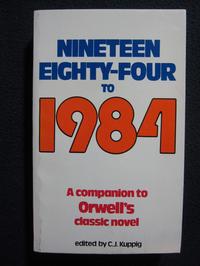 NINETEEN
EIGHTY-FOUR
TO
1984
A companion to
Orwell's
classic novel
edited by C.J. Kuppig